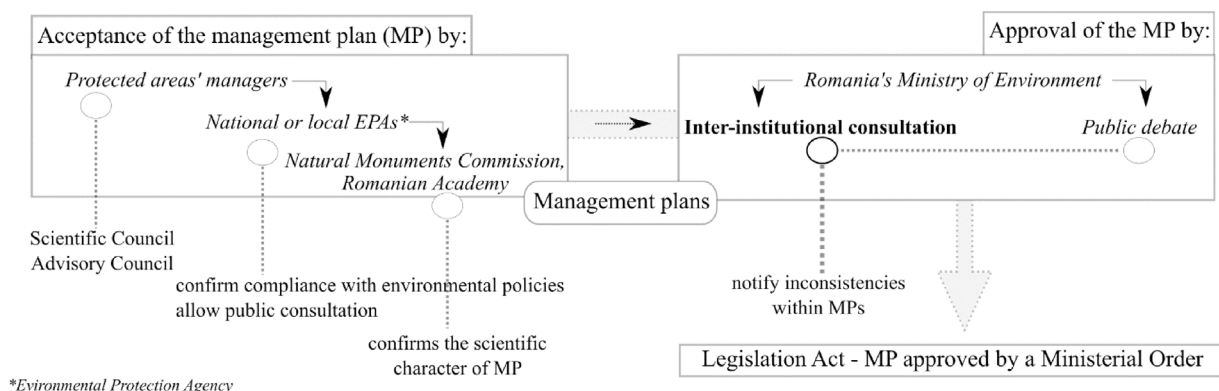 Acceptance of the management plan (MP) by:
Protected areas' managers
National or local EPAs*
Natural Monuments Commission,
Romanian Academy
Scientific Council
Advisory Council
confirm compliance with environmental policies
allow public consultation
confirms the scientific
character of MP
*Evironmental Protection Agency
Management plans
Approval of the MP by:
Romania's Ministry of Environment
Inter-institutional consultation
Public debate
notify inconsistencies
within MPs
Legislation Act - MP approved by a Ministerial Order